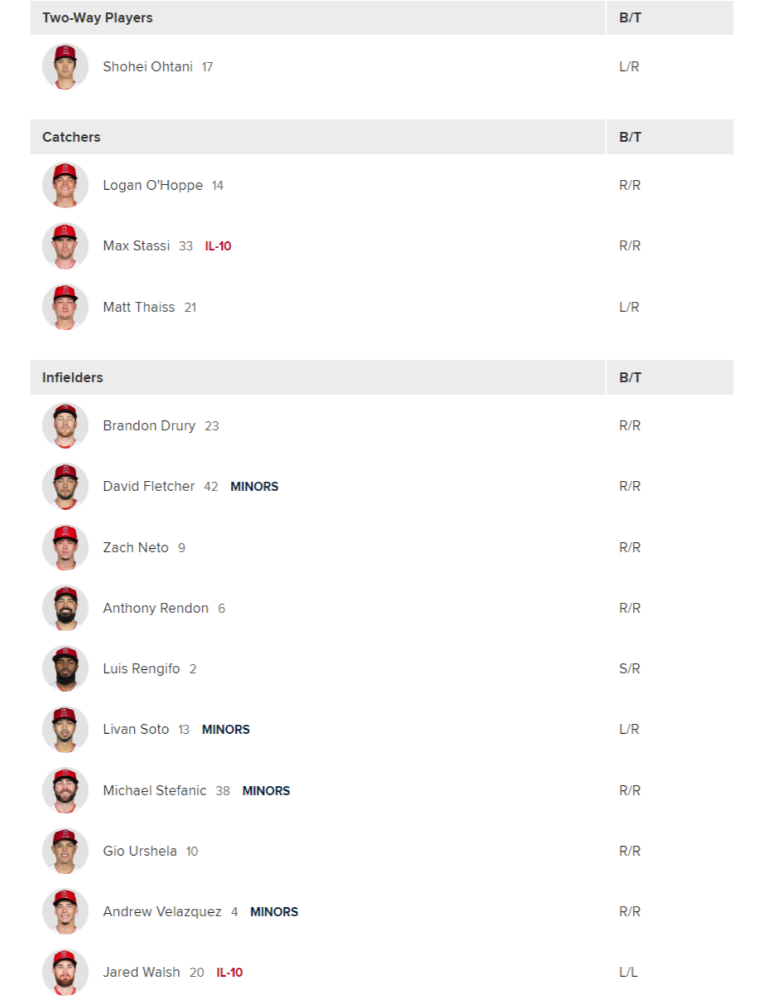 Two-Way Players B/T
Shohei Ohtani 17 L/R
Catchers B/T
Logan O'Hoppe 14 R/R
Max Stassi 33 IL-10 R/R
Matt Thaiss 21 L/R
Infielders B/T
Brandon Drury 23 R/R
David Fletcher 42 MINORS R/R
Zach Neto 9 R/R
Anthony Rendon 6 R/R
Luis Rengifo 2 S/R
Livan Soto 13 MINORS L/R
Michael Stefanic 38 MINORS R/R
Gio Urshela 10 R/R
Andrew Velazquez 4 MINORS R/R
Jared Walsh 20 IL-10 L/L